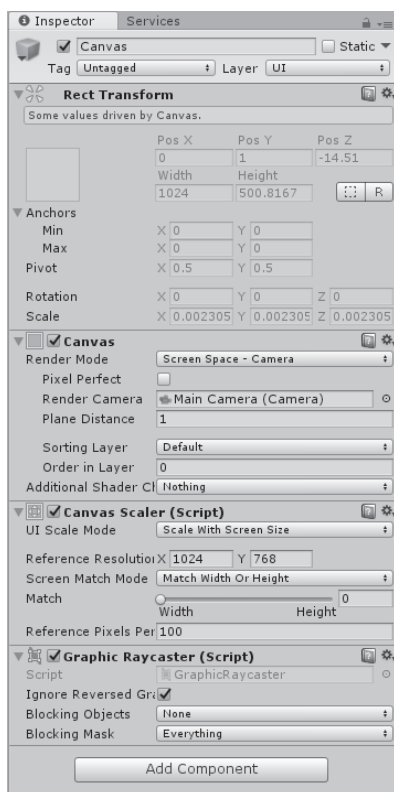 Inspector Services
Canvas Static
Tag Untagged Layer UI
Rect Transform
Some values driven by Canvas.
Pos X Pos Y Pos Z
0 1 -14.51
Width Height
1024 500.8167 R
Anchors
Min X 0 Y 0
Max X 0 Y 0
Pivot X 0.5 Y 0.5
Rotation X 0 Y 0 Z 0
Scale X 0.002305 Y 0.002305 Z 0.002305
Canvas
Render Mode Screen Space - Camera
Pixel Perfect
Render Camera Main Camera (Camera)
Plane Distance 1
Sorting Layer Default
Order in Layer 0
Additional Shader Cl Nothing
Canvas Scaler (Script)
UI Scale Mode Scale With Screen Size
Reference Resolution X 1024 Y 768
Screen Match Mode Match Width Or Height
Match 0
Width Height
Reference Pixels Per 100
Graphic Raycaster (Script)
Script GraphicRaycaster
Ignore Reversed Gra
Blocking Objects None
Blocking Mask Everything
Add Component